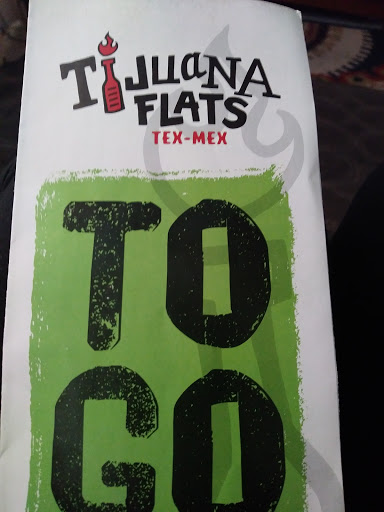 TIJUANA
FLATS
TEX-MEX
TO
GO